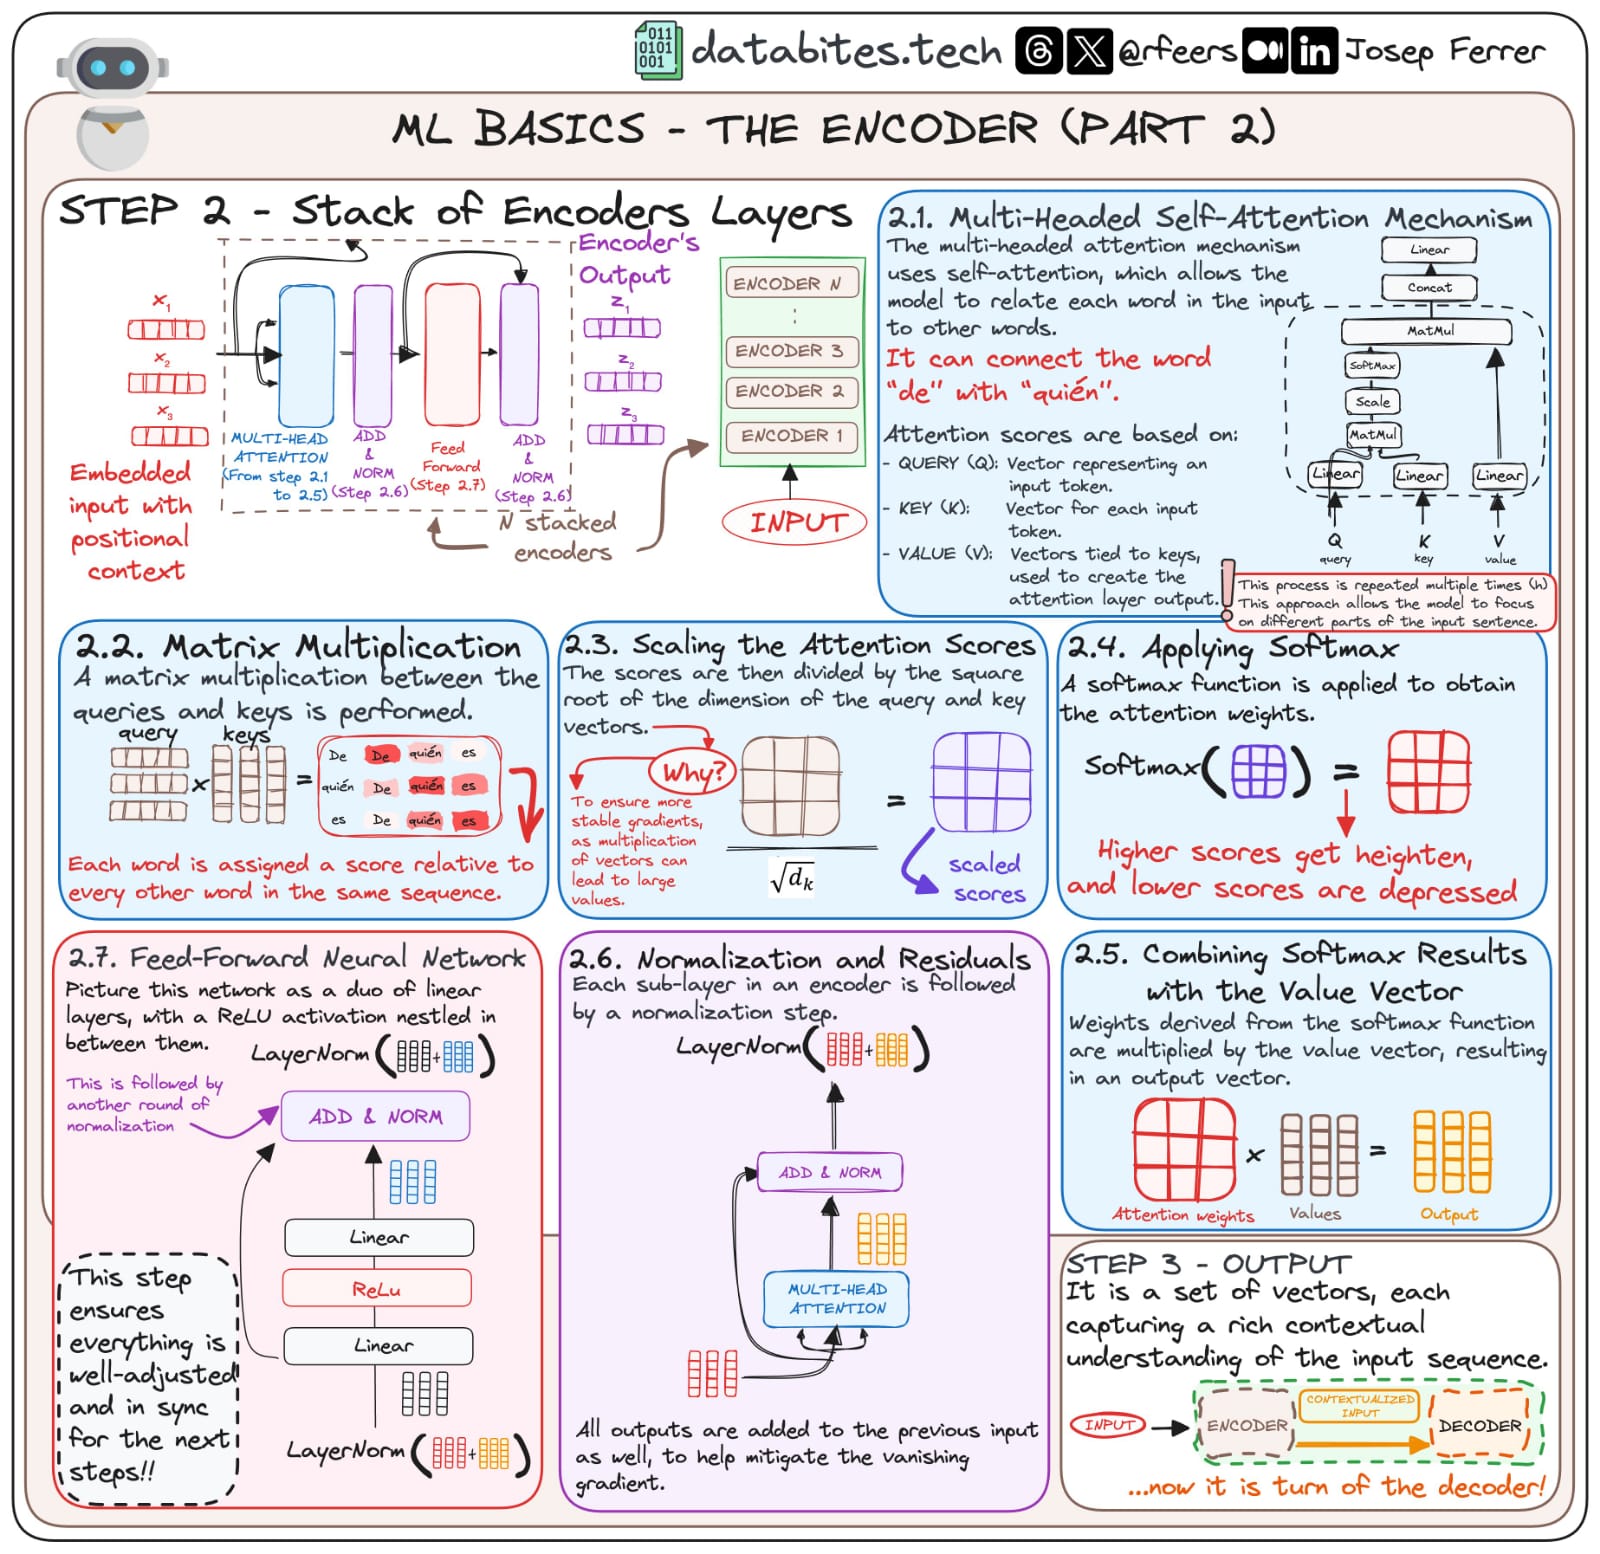 011
0101
001
databites.tech
@rfeers
in
Josep Ferrer
ML BASICS - THE ENCODER (PART 2)
STEP 2 - Stack of Encoders Layers
x1
x2
x3
Embedded
input with
positional
context
MULTI-HEAD
ATTENTION
(From step 2.1
to 2.5)
ADD
&
NORM
(Step 2.6)
Feed
Forward
(Step 2.7)
ADD
&
NORM
(Step 2.6)
Encoder's
Output
z1
z2
z3
N stacked
encoders
ENCODER N
⋮
ENCODER 3
ENCODER 2
ENCODER 1
INPUT
2.1. Multi-Headed Self-Attention Mechanism
The multi-headed attention mechanism
uses self-attention, which allows the
model to relate each word in the input
to other words.
It can connect the word
“de” with “quién”.
Attention scores are based on:
- QUERY (Q): Vector representing an
input token.
- KEY (K): Vector for each input
token.
- VALUE (V): Vectors tied to keys,
used to create the
attention layer output.
Linear
Concat
MatMul
SoftMax
Scale
MatMul
Linear
Linear
Linear
Q
query
K
key
V
value
This process is repeated multiple times (h)
This approach allows the model to focus
on different parts of the input sentence.
2.2. Matrix Multiplication
A matrix multiplication between the
queries and keys is performed.
query
keys
x
=
De De quién es
quién De quién es
es De quién es
Each word is assigned a score relative to
every other word in the same sequence.
2.3. Scaling the Attention Scores
The scores are then divided by the square
root of the dimension of the query and key
vectors.
Why?
To ensure more
stable gradients,
as multiplication
of vectors can
lead to large
values.
√dk
=
scaled
scores
2.4. Applying Softmax
A softmax function is applied to obtain
the attention weights.
Softmax( ) =
Higher scores get heighten,
and lower scores are depressed
2.7. Feed-Forward Neural Network
Picture this network as a duo of linear
layers, with a ReLU activation nestled in
between them.
LayerNorm( + )
This is followed by
another round of
normalization
ADD & NORM
Linear
ReLu
Linear
LayerNorm( + )
This step
ensures
everything is
well-adjusted
and in sync
for the next
steps!!
2.6. Normalization and Residuals
Each sub-layer in an encoder is followed
by a normalization step.
LayerNorm( + )
ADD & NORM
MULTI-HEAD
ATTENTION
All outputs are added to the previous input
as well, to help mitigate the vanishing
gradient.
2.5. Combining Softmax Results
with the Value Vector
Weights derived from the softmax function
are multiplied by the value vector, resulting
in an output vector.
x
=
Attention weights
Values
Output
STEP 3 - OUTPUT
It is a set of vectors, each
capturing a rich contextual
understanding of the input sequence.
INPUT
ENCODER
CONTEXTUALIZED
INPUT
DECODER
...now it is turn of the decoder!